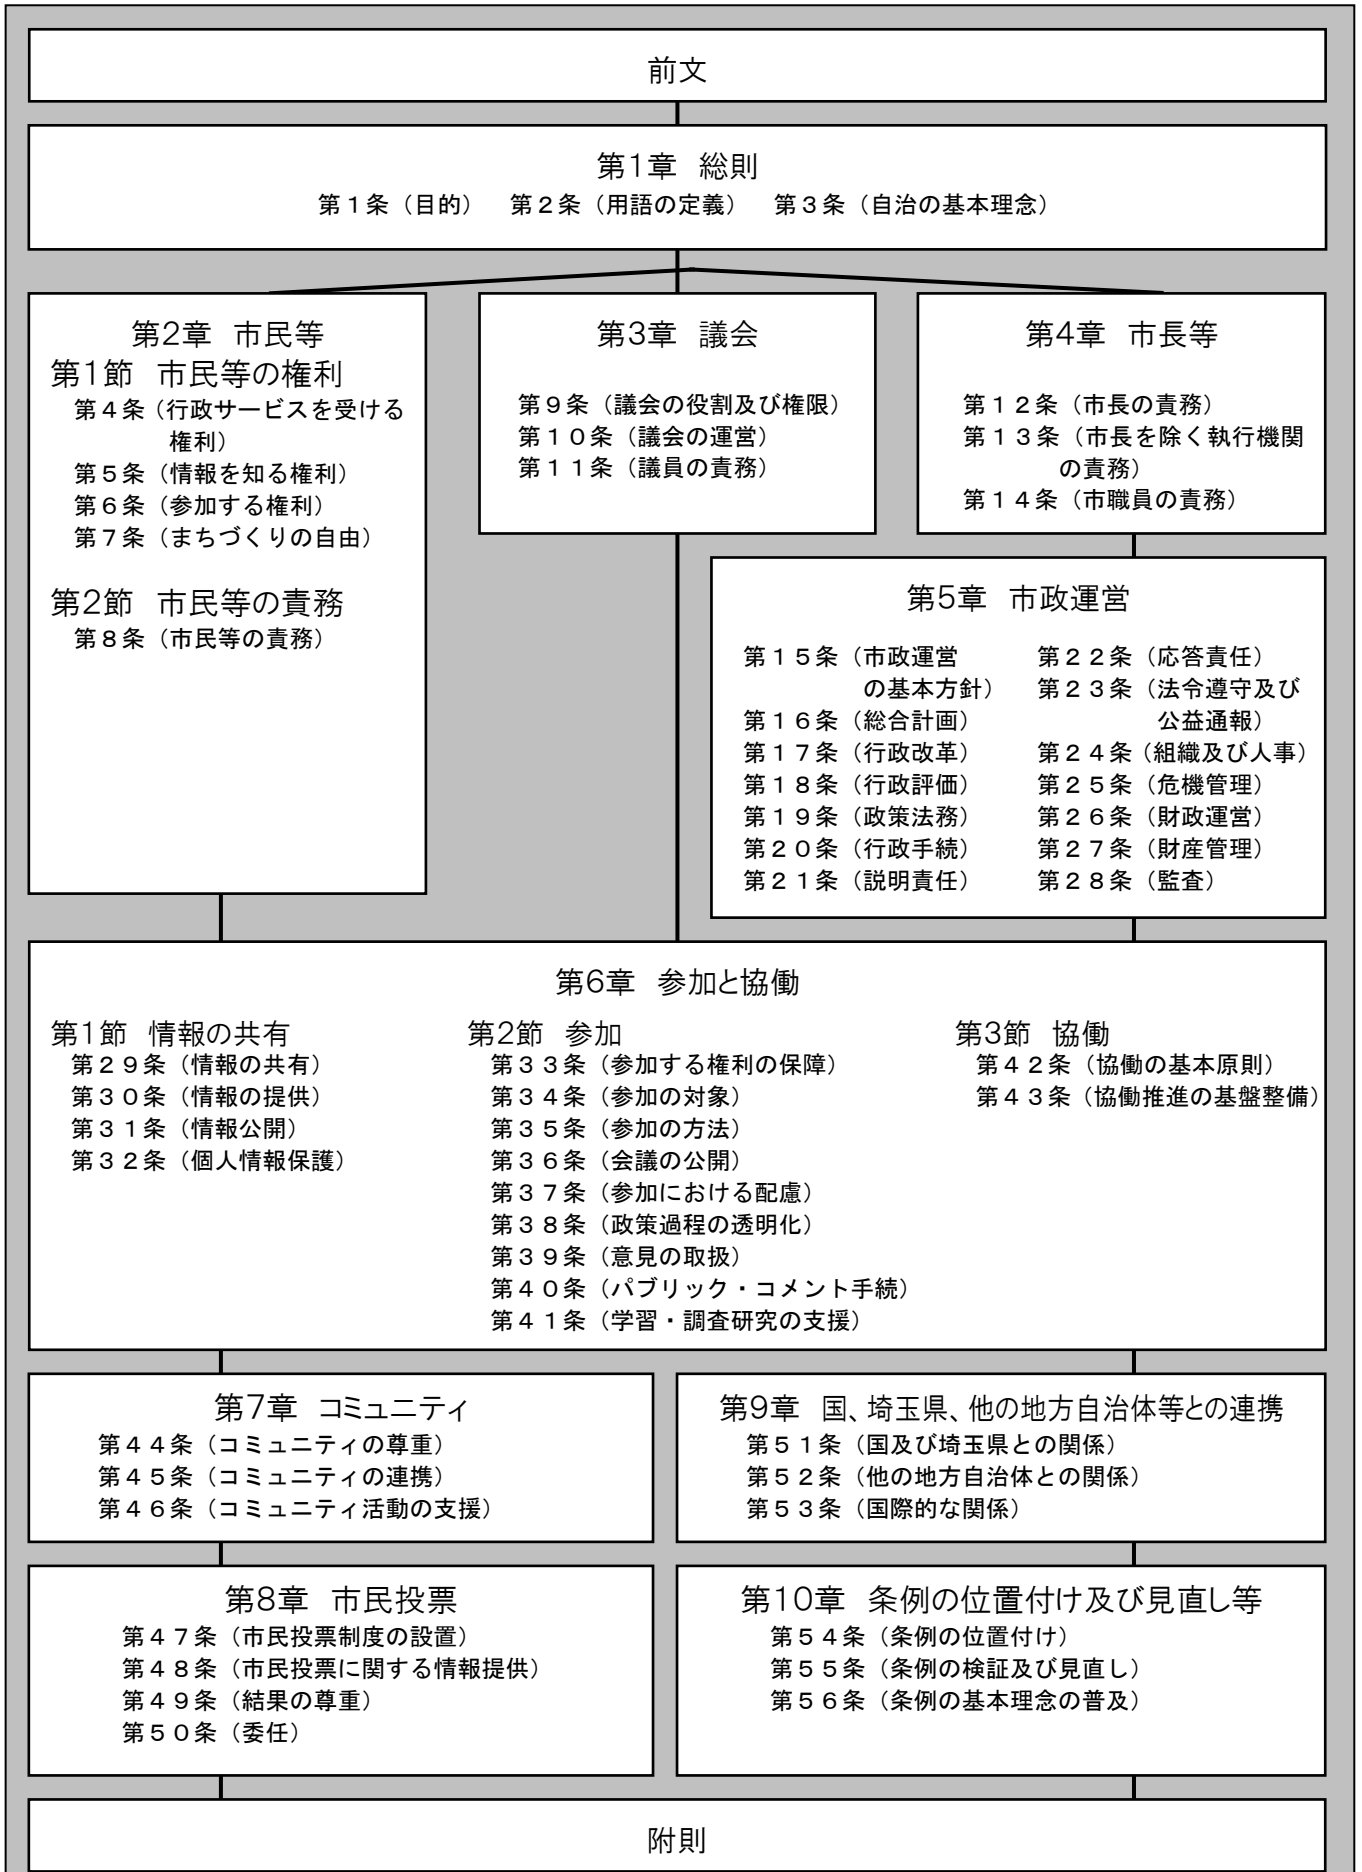 前文
第1章　総則
第１条（目的）　第２条（用語の定義）　第３条（自治の基本理念）
第2章　市民等
第1節　市民等の権利
第４条（行政サービスを受ける
権利）
第５条（情報を知る権利）
第６条（参加する権利）
第７条（まちづくりの自由）
第2節　市民等の責務
第８条（市民等の責務）
第3章　議会
第９条（議会の役割及び権限）
第１０条（議会の運営）
第１１条（議員の責務）
第4章　市長等
第１２条（市長の責務）
第１３条（市長を除く執行機関
の責務）
第１４条（市職員の責務）
第5章　市政運営
第１５条（市政運営
の基本方針）
第１６条（総合計画）
第１７条（行政改革）
第１８条（行政評価）
第１９条（政策法務）
第２０条（行政手続）
第２１条（説明責任）
第２２条（応答責任）
第２３条（法令遵守及び
公益通報）
第２４条（組織及び人事）
第２５条（危機管理）
第２６条（財政運営）
第２７条（財産管理）
第２８条（監査）
第6章　参加と協働
第1節　情報の共有
第２９条（情報の共有）
第３０条（情報の提供）
第３１条（情報公開）
第３２条（個人情報保護）
第2節　参加
第３３条（参加する権利の保障）
第３４条（参加の対象）
第３５条（参加の方法）
第３６条（会議の公開）
第３７条（参加における配慮）
第３８条（政策過程の透明化）
第３９条（意見の取扱）
第４０条（パブリック・コメント手続）
第４１条（学習・調査研究の支援）
第3節　協働
第４２条（協働の基本原則）
第４３条（協働推進の基盤整備）
第7章　コミュニティ
第４４条（コミュニティの尊重）
第４５条（コミュニティの連携）
第４６条（コミュニティ活動の支援）
第9章　国、埼玉県、他の地方自治体等との連携
第５１条（国及び埼玉県との関係）
第５２条（他の地方自治体との関係）
第５３条（国際的な関係）
第8章　市民投票
第４７条（市民投票制度の設置）
第４８条（市民投票に関する情報提供）
第４９条（結果の尊重）
第５０条（委任）
第10章　条例の位置付け及び見直し等
第５４条（条例の位置付け）
第５５条（条例の検証及び見直し）
第５６条（条例の基本理念の普及）
附則